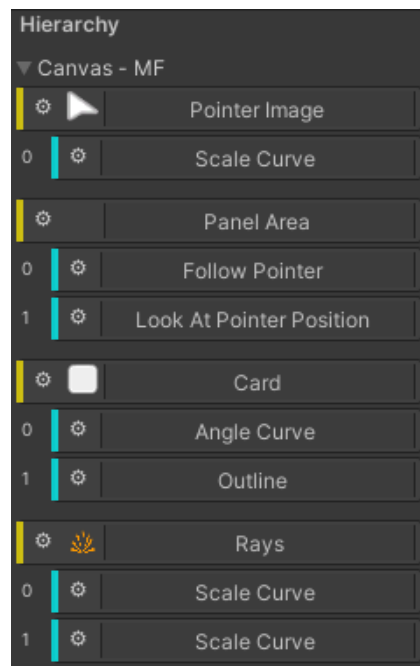 Hierarchy
Canvas - MF
Pointer Image
0 Scale Curve
Panel Area
0 Follow Pointer
1 Look At Pointer Position
Card
0 Angle Curve
1 Outline
Rays
0 Scale Curve
1 Scale Curve